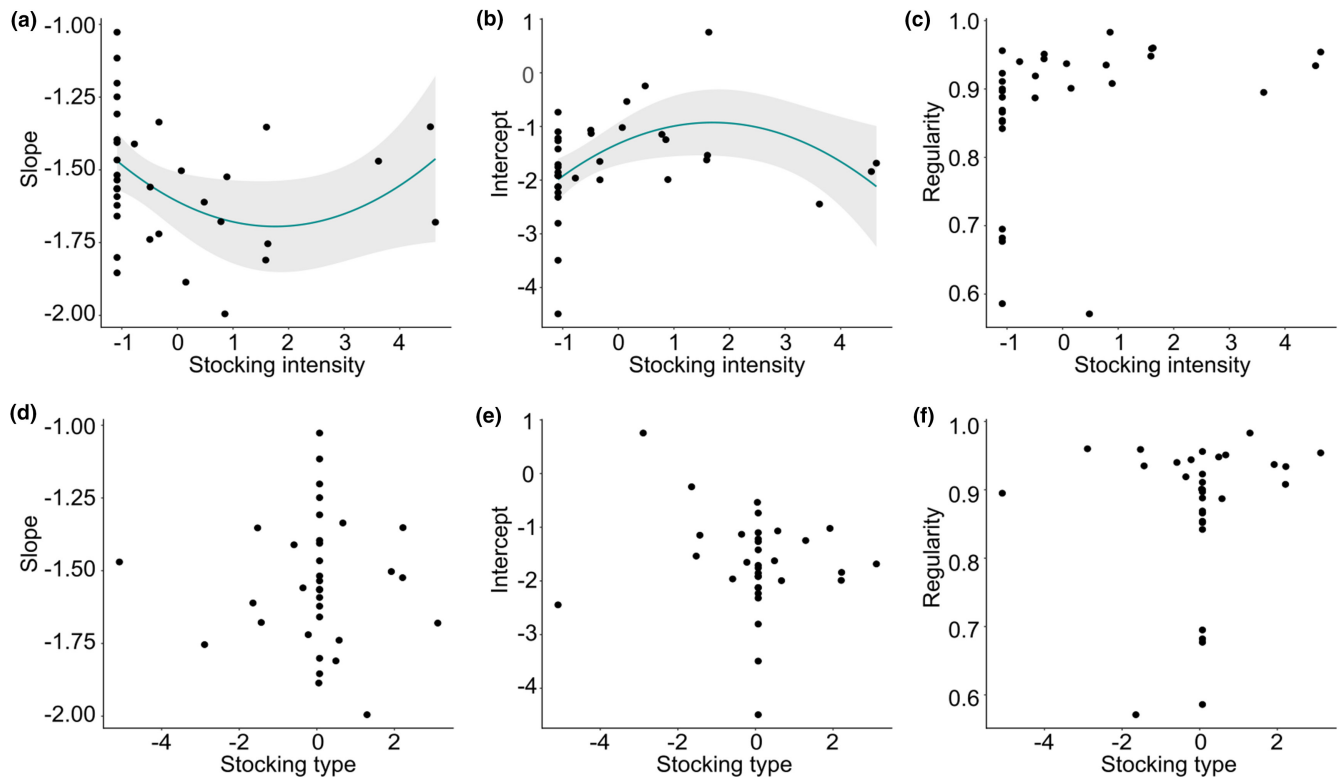 (a)
-1.00
-1.25
-1.50
-1.75
-2.00
Slope
-1 0 1 2 3 4
Stocking intensity
(b)
1
0
-1
-2
-3
-4
Intercept
-1 0 1 2 3 4
Stocking intensity
(c)
1.0
0.9
0.8
0.7
0.6
Regularity
-1 0 1 2 3 4
Stocking intensity
(d)
-1.00
-1.25
-1.50
-1.75
-2.00
Slope
-4 -2 0 2
Stocking type
(e)
1
0
-1
-2
-3
-4
Intercept
-4 -2 0 2
Stocking type
(f)
1.0
0.9
0.8
0.7
0.6
Regularity
-4 -2 0 2
Stocking type